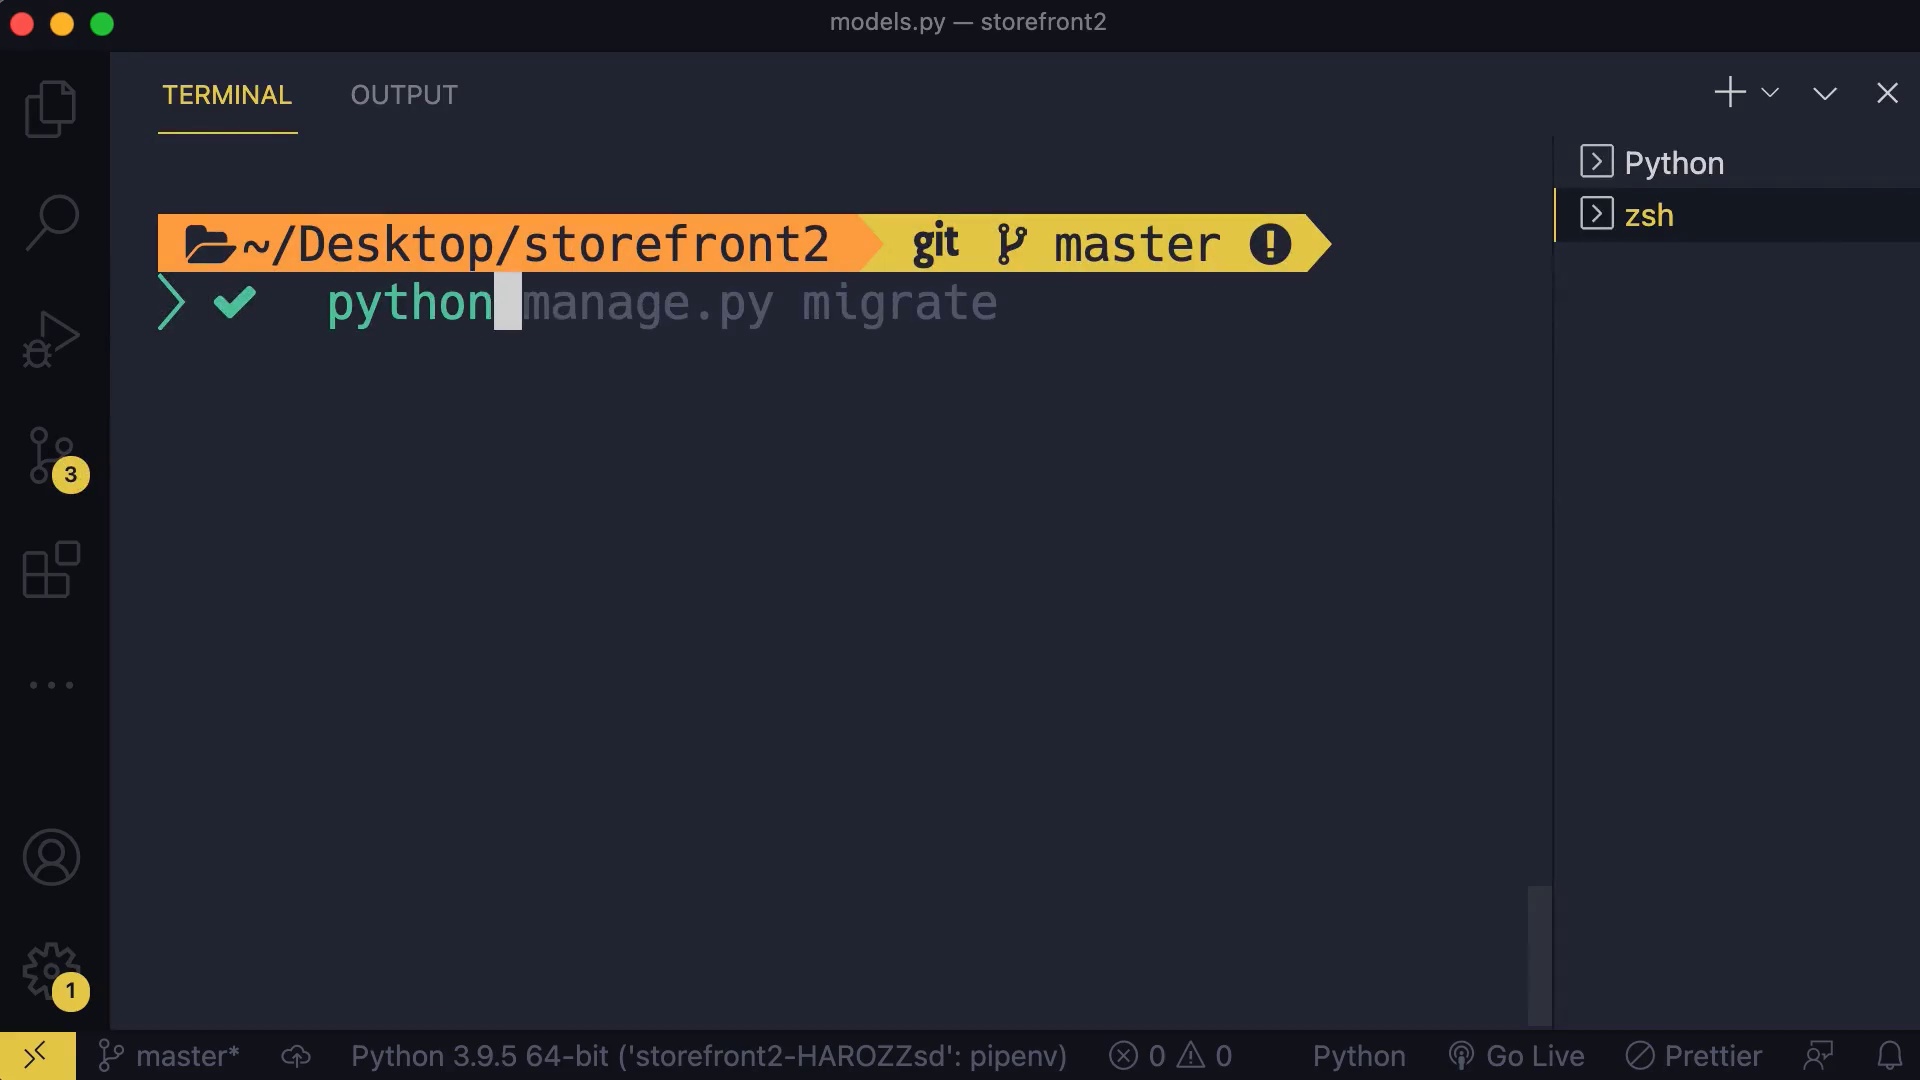 models.py — storefront2
TERMINAL OUTPUT
Python
zsh
~/Desktop/storefront2 git master
python manage.py migrate
3
1
master* Python 3.9.5 64-bit ('storefront2-HAROZZsd': pipenv) 0 0 Python Go Live Prettier